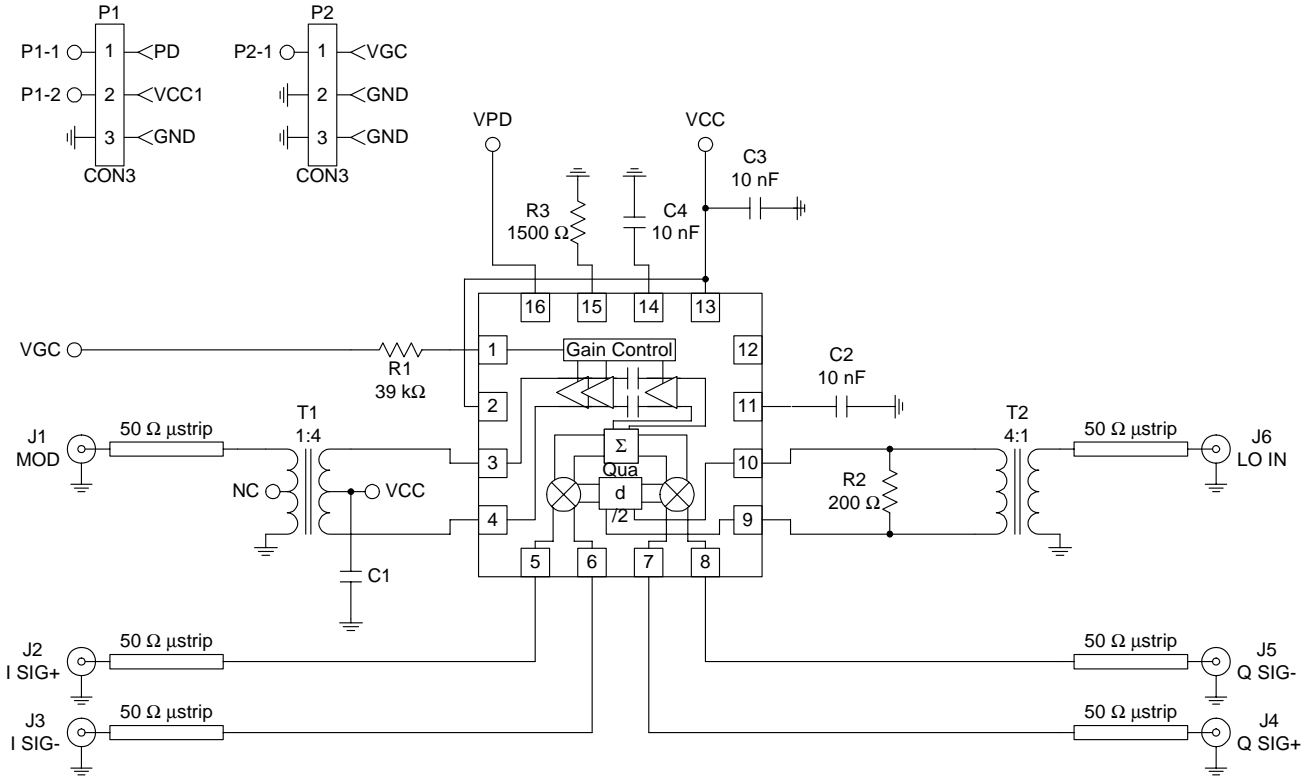 P1
P1-1
1
PD
P1-2
2
VCC1
3
GND
CON3
P2
P2-1
1
VGC
2
GND
3
GND
CON3
VPD
VCC
C3
10 nF
R3
1500 Ω
C4
10 nF
16
15
14
13
VGC
R1
39 kΩ
1
Gain Control
12
C2
10 nF
2
11
J1
MOD
50 Ω µstrip
T1
1:4
NC
VCC
C1
3
Σ
10
Qua
d
/2
4
9
R2
200 Ω
T2
4:1
50 Ω µstrip
J6
LO IN
5
6
7
8
J2
I SIG+
50 Ω µstrip
50 Ω µstrip
J5
Q SIG-
J3
I SIG-
50 Ω µstrip
50 Ω µstrip
J4
Q SIG+